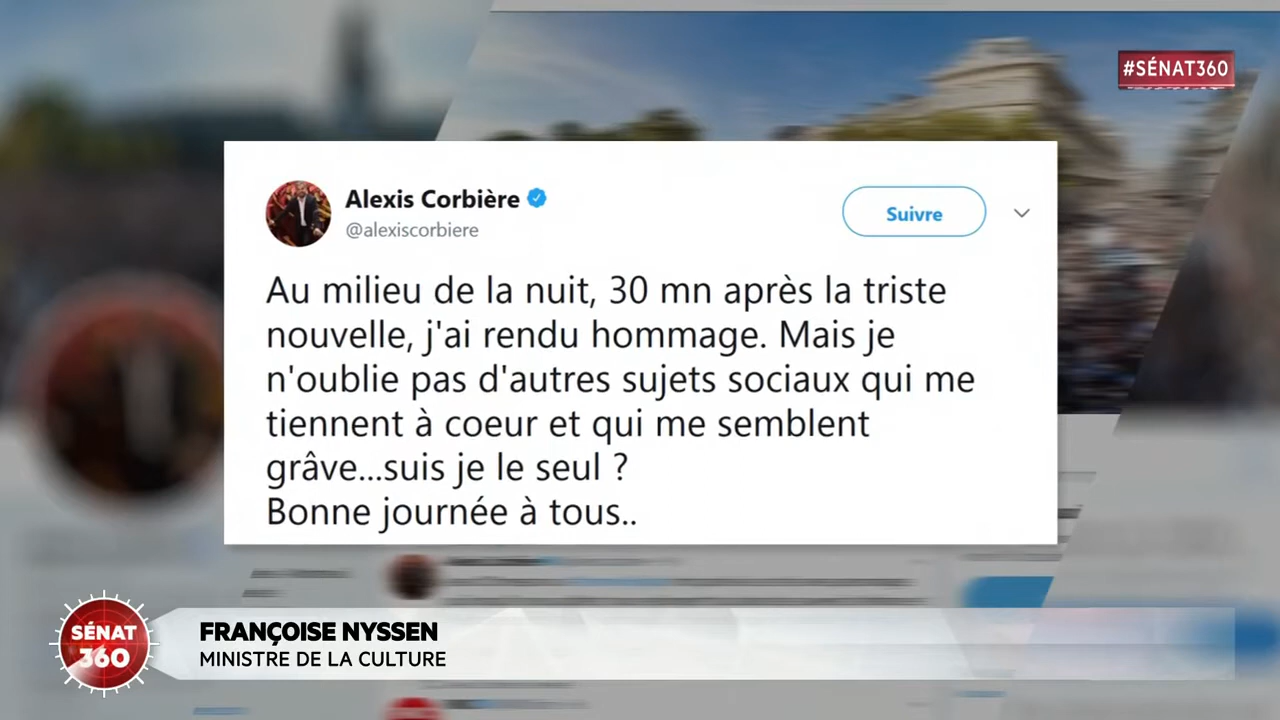 #SÉNAT360
Alexis Corbière
@alexiscorbiere
Suivre
Au milieu de la nuit, 30 mn après la triste
nouvelle, j'ai rendu hommage. Mais je
n'oublie pas d'autres sujets sociaux qui me
tiennent à coeur et qui me semblent
grâve...suis je le seul ?
Bonne journée à tous..
SÉNAT
360
FRANÇOISE NYSSEN
MINISTRE DE LA CULTURE